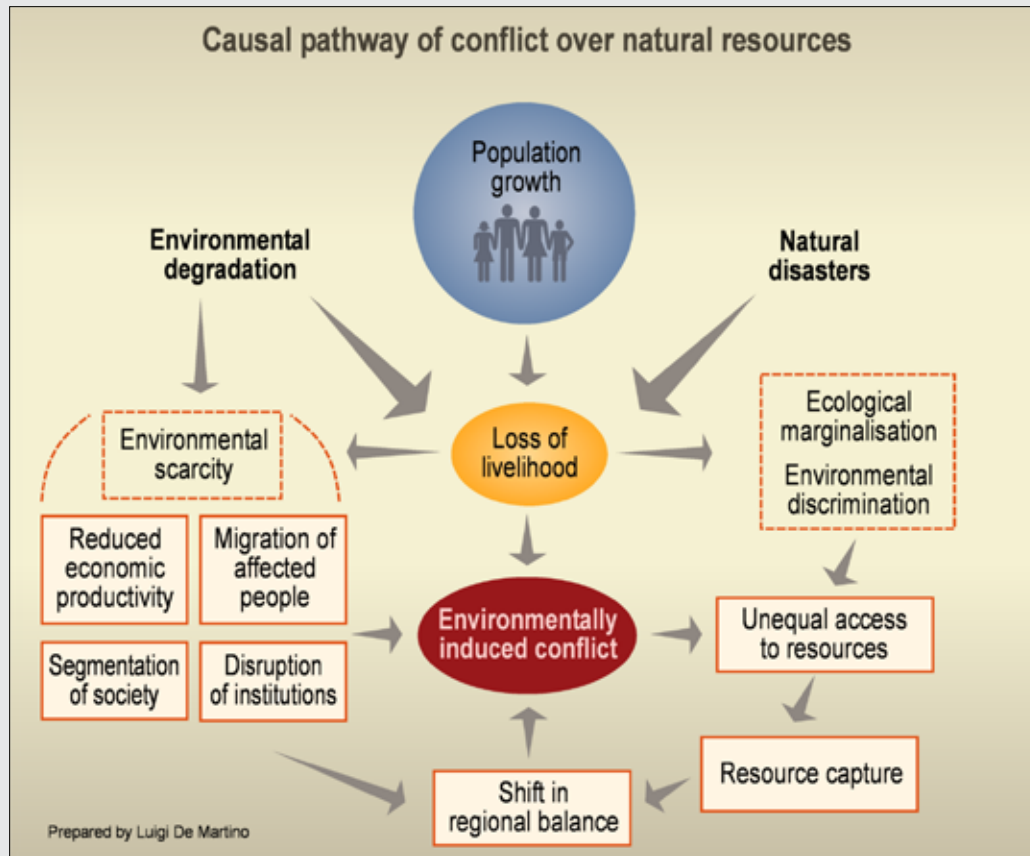 Causal pathway of conflict over natural resources
Population
growth
Environmental
degradation
Natural
disasters
Environmental
scarcity
Loss of
livelihood
Ecological
marginalisation
Environmental
discrimination
Reduced
economic
productivity
Migration of
affected
people
Segmentation
of society
Disruption
of institutions
Environmentally
induced conflict
Unequal access
to resources
Resource capture
Shift in
regional balance
Prepared by Luigi De Martino